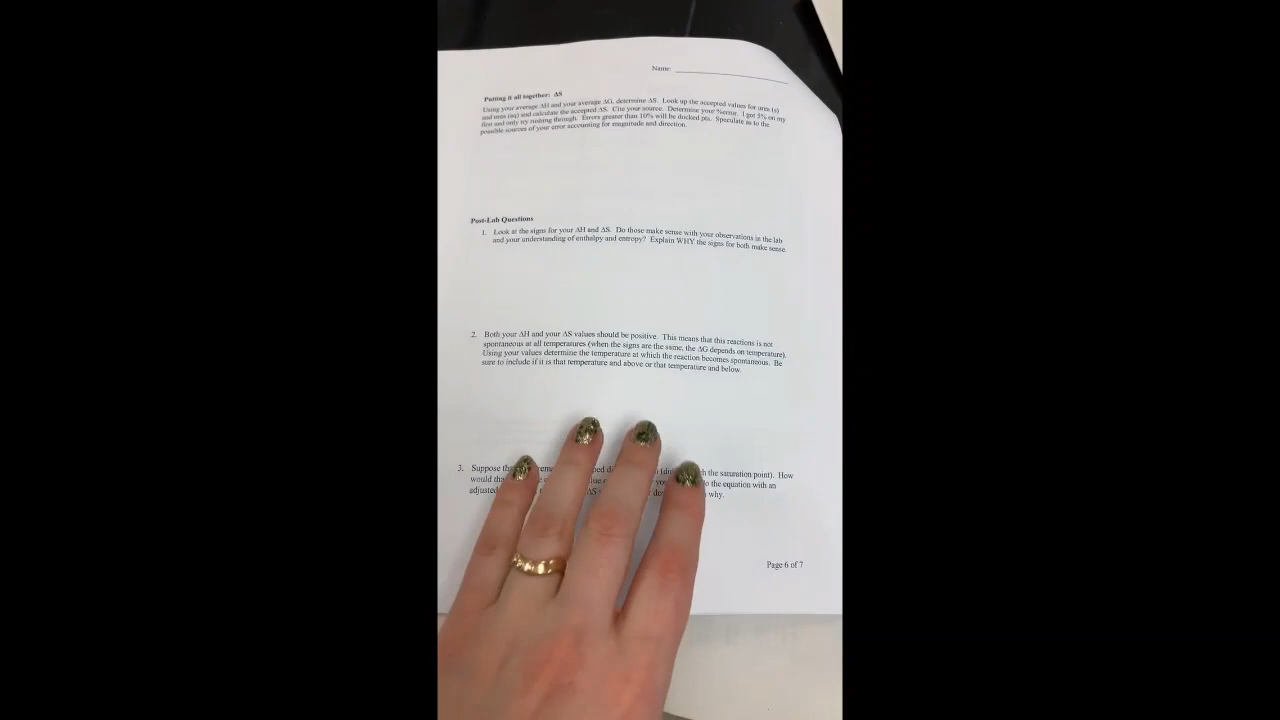 Name:
Putting it all together: ΔS
Using your average ΔH and your average ΔG, determine ΔS. Look up the accepted values for urea (s)
and urea (aq) and calculate the accepted ΔS. Cite your source. Determine your %error. I got 3% on my
first and only try rushing through. Errors greater than 10% will be docked pts. Speculate as to the
possible sources of your error accounting for magnitude and direction.
Post-Lab Questions
1. Look at the signs for your ΔH and ΔS. Do those make sense with your observations in the lab
and your understanding of enthalpy and entropy? Explain WHY the signs for both make sense.
2. Both your ΔH and your ΔS values should be positive. This means that this reactions is not
spontaneous at all temperatures (when the signs are the same, the ΔG depends on temperature).
Using your values determine the temperature at which the reaction becomes spontaneous. Be
sure to include if it is that temperature and above or that temperature and below.
3. Suppose the saturation point). How
would the equation with an
adjusted ΔS why.
Page 6 of 7